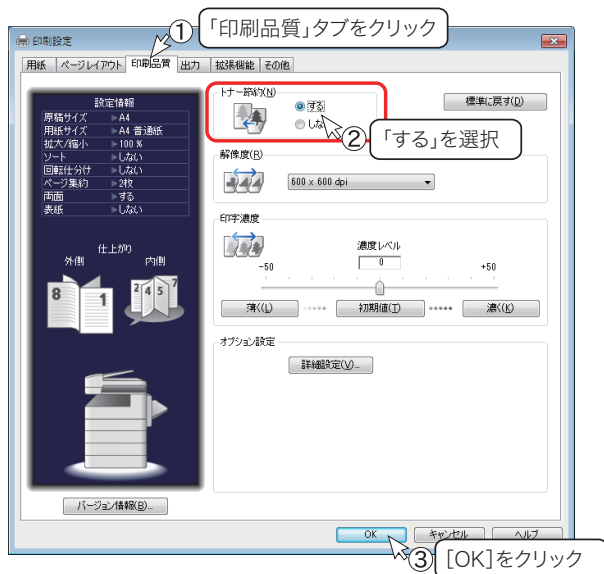 ① 「印刷品質」タブをクリック
印刷設定
用紙 ページレイアウト 印刷品質 出力 拡張機能 その他
設定情報
原稿サイズ ▶A4
用紙サイズ ▶A4 普通紙
拡大/縮小 ▶100 %
ソート ▶しない
回転仕分け ▶しない
ページ集約 ▶2枚
両面 ▶する
表紙 ▶しない
仕上がり
外側 内側
8 1 2 4 5 7
バージョン情報(B)...
トナー節約(N)
する
しな
標準に戻す(D)
② 「する」を選択
解像度(R)
600 x 600 dpi
印字濃度
濃度レベル
-50 0 +50
薄く(L) 初期値(T) 濃く(K)
オプション設定
詳細設定(V)...
OK キャンセル ヘルプ
③ [OK]をクリック